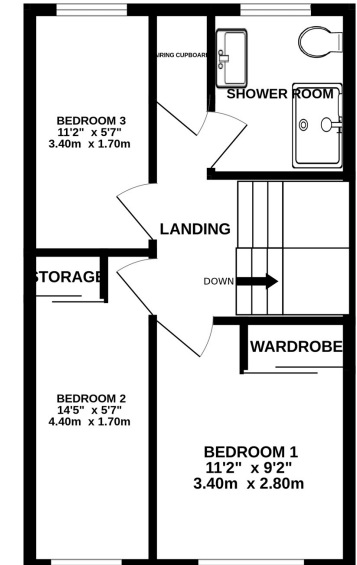 AIRING CUPBOARD
SHOWER ROOM
BEDROOM 3
11'2" x 5'7"
3.40m x 1.70m
LANDING
STORAGE
DOWN
WARDROBE
BEDROOM 2
14'5" x 5'7"
4.40m x 1.70m
BEDROOM 1
11'2" x 9'2"
3.40m x 2.80m